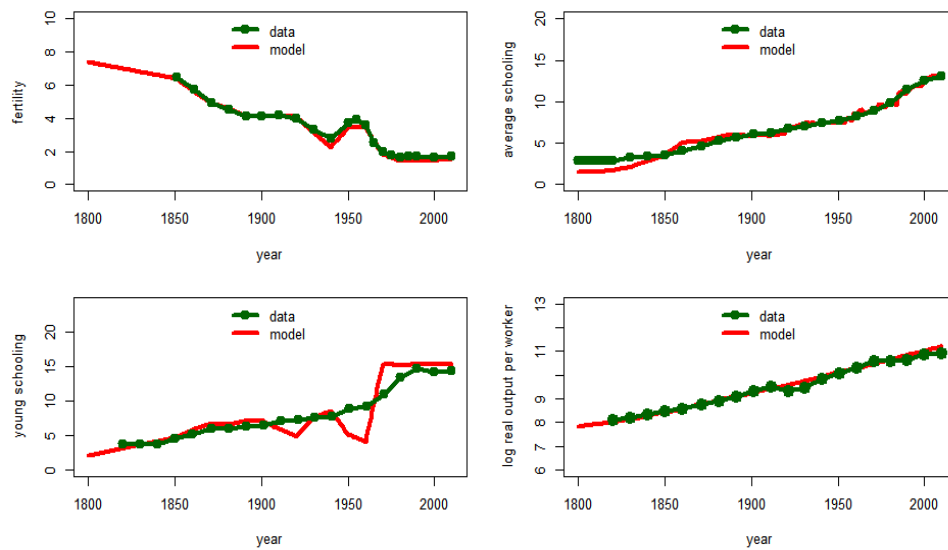 fertility
0 2 4 6 8 10
data
model
1800 1850 1900 1950 2000
year
average schooling
0 5 10 15 20
data
model
1800 1850 1900 1950 2000
year
young schooling
0 5 10 15 20
data
model
1800 1850 1900 1950 2000
year
log real output per worker
6 7 8 9 11 13
data
model
1800 1850 1900 1950 2000
year